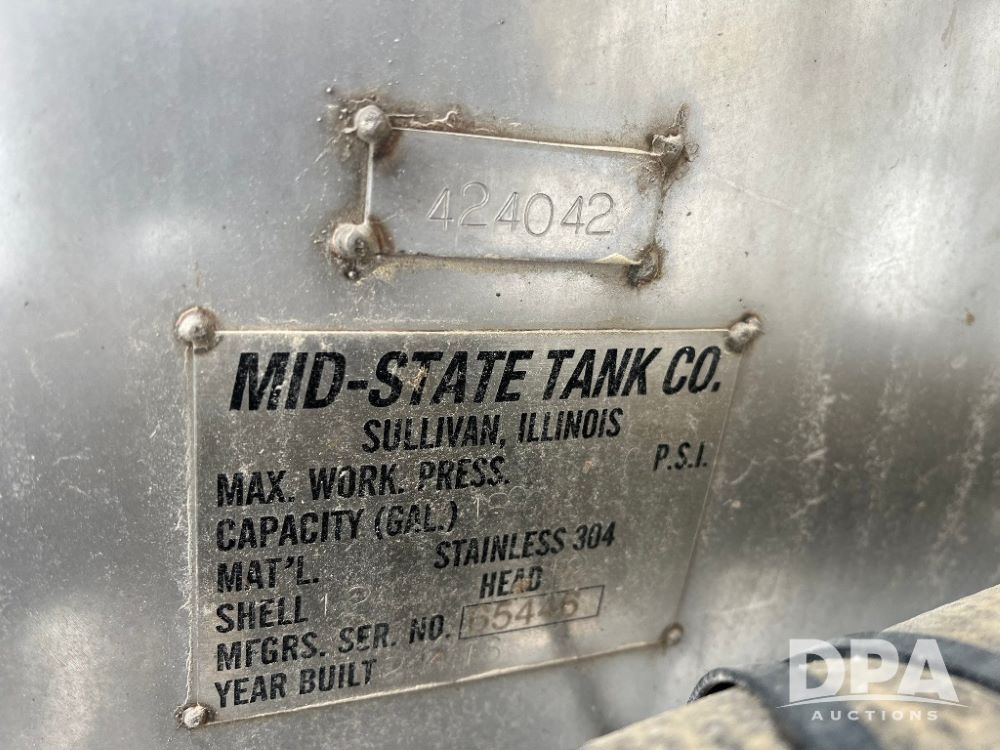 424042
MID-STATE TANK CO.
SULLIVAN, ILLINOIS
MAX. WORK. PRESS. P.S.I.
CAPACITY (GAL.)
MAT'L. STAINLESS 304
SHELL HEAD
MFGRS. SER. NO. 65446
YEAR BUILT
DPA
AUCTIONS